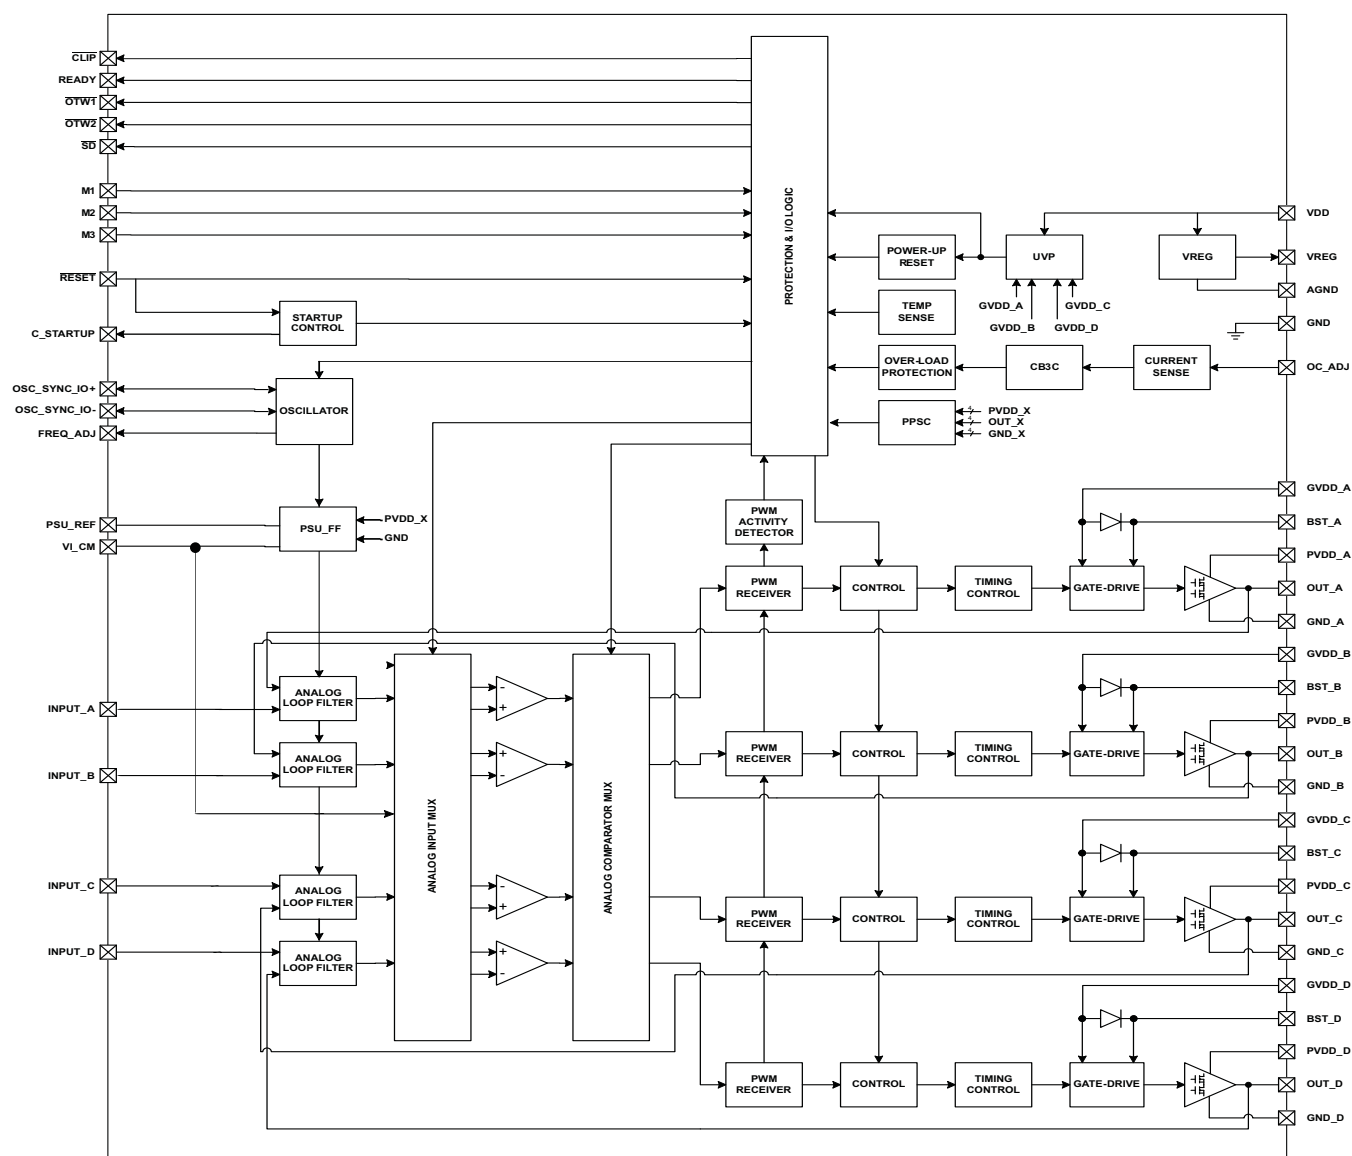 CLIP
READY
OTW1
OTW2
SD
M1
M2
M3
RESET
C_STARTUP
STARTUP
CONTROL
OSC_SYNC_IO+
OSC_SYNC_IO-
FREQ_ADJ
OSCILLATOR
PSU_REF
VI_CM
PSU_FF
PVDD_X
GND
PROTECTION & I/O LOGIC
POWER-UP
RESET
UVP
VREG
GVDD_A
GVDD_C
GVDD_B
GVDD_D
TEMP
SENSE
OVER-LOAD
PROTECTION
CB3C
CURRENT
SENSE
PPSC
4
PVDD_X
4
OUT_X
4
GND_X
VDD
VREG
AGND
GND
OC_ADJ
PWM
ACTIVITY
DETECTOR
PWM
RECEIVER
CONTROL
TIMING
CONTROL
GATE-DRIVE
GVDD_A
BST_A
PVDD_A
OUT_A
GND_A
INPUT_A
ANALOG
LOOP FILTER
INPUT_B
ANALOG
LOOP FILTER
INPUT_C
ANALOG
LOOP FILTER
INPUT_D
ANALOG
LOOP FILTER
ANALOG INPUT MUX
-
+
+
-
-
+
+
-
ANALOG COMPARATOR MUX
PWM
RECEIVER
CONTROL
TIMING
CONTROL
GATE-DRIVE
GVDD_B
BST_B
PVDD_B
OUT_B
GND_B
PWM
RECEIVER
CONTROL
TIMING
CONTROL
GATE-DRIVE
GVDD_C
BST_C
PVDD_C
OUT_C
GND_C
PWM
RECEIVER
CONTROL
TIMING
CONTROL
GATE-DRIVE
GVDD_D
BST_D
PVDD_D
OUT_D
GND_D